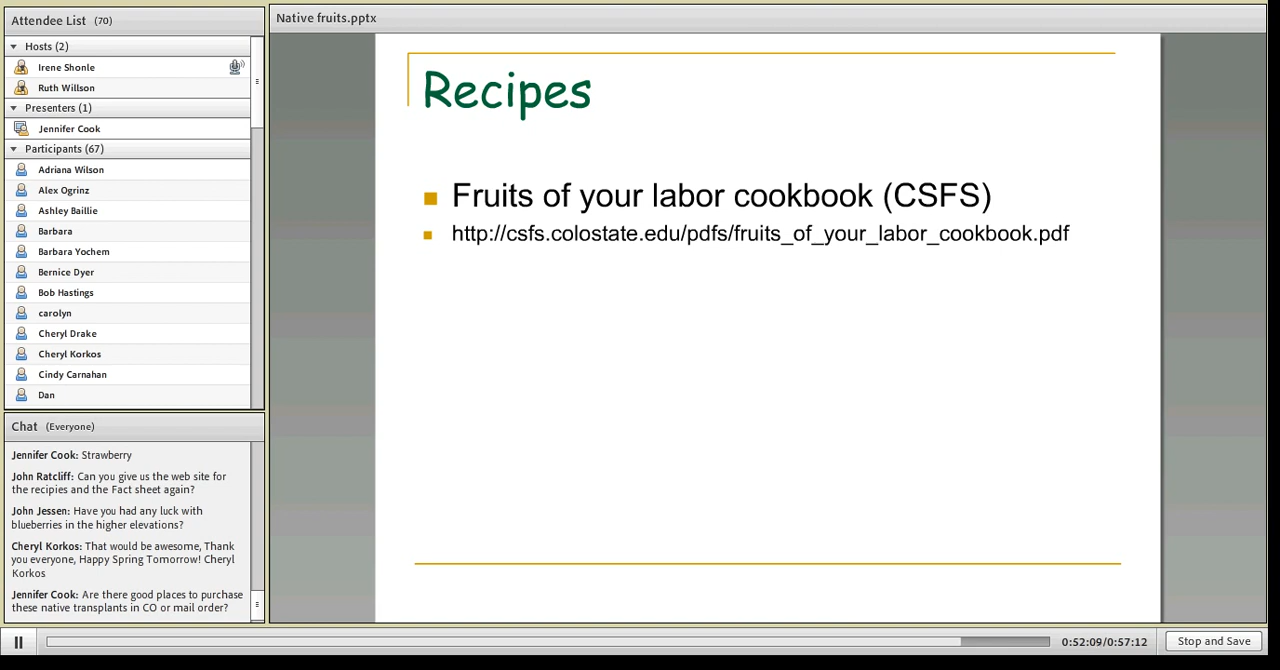 Attendee List (70)
Hosts (2)
Irene Shonle
Ruth Willson
Presenters (1)
Jennifer Cook
Participants (67)
Adriana Wilson
Alex Ogrinz
Ashley Baillie
Barbara
Barbara Yochem
Bernice Dyer
Bob Hastings
carolyn
Cheryl Drake
Cheryl Korkos
Cindy Carnahan
Dan
Chat (Everyone)
Jennifer Cook: Strawberry
John Ratcliff: Can you give us the web site for
the recipies and the Fact sheet again?
John Jessen: Have you had any luck with
blueberries in the higher elevations?
Cheryl Korkos: That would be awesome, Thank
you everyone, Happy Spring Tomorrow! Cheryl
Korkos
Jennifer Cook: Are there good places to purchase
these native transplants in CO or mail order?
Native fruits.pptx
Recipes
Fruits of your labor cookbook (CSFS)
http://csfs.colostate.edu/pdfs/fruits_of_your_labor_cookbook.pdf
0:52:09/0:57:12
Stop and Save